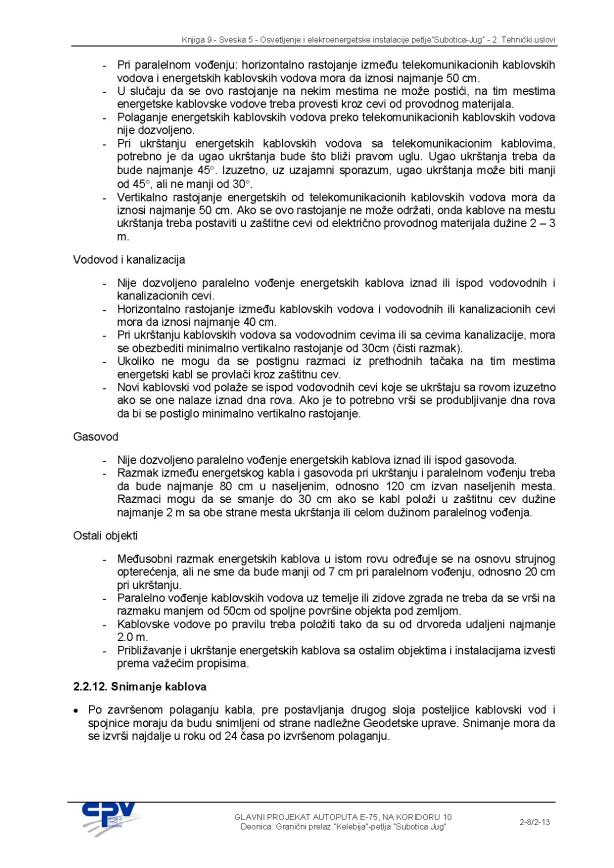 Knjiga 9 - Sveska 5 - Osvetljenje i elekroenergetske instalacije petlje"Subotica-Jug" - 2. Tehnički uslovi
- Pri paralelnom vođenju: horizontalno rastojanje između telekomunikacionih kablovskih
vodova i energetskih kablovskih vodova mora da iznosi najmanje 50 cm.
- U slučaju da se ovo rastojanje na nekim mestima ne može postići, na tim mestima
energetske kablovske vodove treba provesti kroz cevi od provodnog materijala.
- Polaganje energetskih kablovskih vodova preko telekomunikacionih kablovskih vodova
nije dozvoljeno.
- Pri ukrštanju energetskih kablovskih vodova sa telekomunikacionim kablovima,
potrebno je da ugao ukrštanja bude što bliži pravom uglu. Ugao ukrštanja treba da
bude najmanje 45°. Izuzetno, uz uzajamni sporazum, ugao ukrštanja može biti manji
od 45°, ali ne manji od 30°.
- Vertikalno rastojanje energetskih od telekomunikacionih kablovskih vodova mora da
iznosi najmanje 50 cm. Ako se ovo rastojanje ne može održati, onda kablove na mestu
ukrštanja treba postaviti u zaštitne cevi od električno provodnog materijala dužine 2 – 3
m.
Vodovod i kanalizacija
- Nije dozvoljeno paralelno vođenje energetskih kablova iznad ili ispod vodovodnih i
kanalizacionih cevi.
- Horizontalno rastojanje između kablovskih vodova i vodovodnih ili kanalizacionih cevi
mora da iznosi najmanje 40 cm.
- Pri ukrštanju kablovskih vodova sa vodovodnim cevima ili sa cevima kanalizacije, mora
se obezbediti minimalno vertikalno rastojanje od 30cm (čisti razmak).
- Ukoliko ne mogu da se postignu razmaci iz prethodnih tačaka na tim mestima
energetski kabl se provlači kroz zaštitnu cev.
- Novi kablovski vod polaže se ispod vodovodnih cevi koje se ukrštaju sa rovom izuzetno
ako se one nalaze iznad dna rova. Ako je to potrebno vrši se produbljivanje dna rova
da bi se postiglo minimalno vertikalno rastojanje.
Gasovod
- Nije dozvoljeno paralelno vođenje energetskih kablova iznad ili ispod gasovoda.
- Razmak između energetskog kabla i gasovoda pri ukrštanju i paralelnom vođenju treba
da bude najmanje 80 cm u naseljenim, odnosno 120 cm izvan naseljenih mesta.
Razmaci mogu da se smanje do 30 cm ako se kabl položi u zaštitnu cev dužine
najmanje 2 m sa obe strane mesta ukrštanja ili celom dužinom paralelnog vođenja.
Ostali objekti
- Međusobni razmak energetskih kablova u istom rovu određuje se na osnovu strujnog
opterećenja, ali ne sme da bude manji od 7 cm pri paralelnom vođenju, odnosno 20 cm
pri ukrštanju.
- Paralelno vođenje kablovskih vodova uz temelje ili zidove zgrada ne treba da se vrši na
razmaku manjem od 50cm od spoljne površine objekta pod zemljom.
- Kablovske vodove po pravilu treba položiti tako da su od drvoreda udaljeni najmanje
2.0 m.
- Približavanje i ukrštanje energetskih kablova sa ostalim objektima i instalacijama izvesti
prema važećim propisima.
2.2.12. Snimanje kablova
• Po završenom polaganju kabla, pre postavljanja drugog sloja posteljice kablovski vod i
spojnice moraju da budu snimljeni od strane nadležne Geodetske uprave. Snimanje mora da
se izvrši najdalje u roku od 24 časa po izvršenom polaganju.
CPV
GLAVNI PROJEKAT AUTOPUTA E-75, NA KORIDORU 10
Deonica: Granični prelaz "Kelebija"-petlja "Subotica Jug"
2-8/2-13